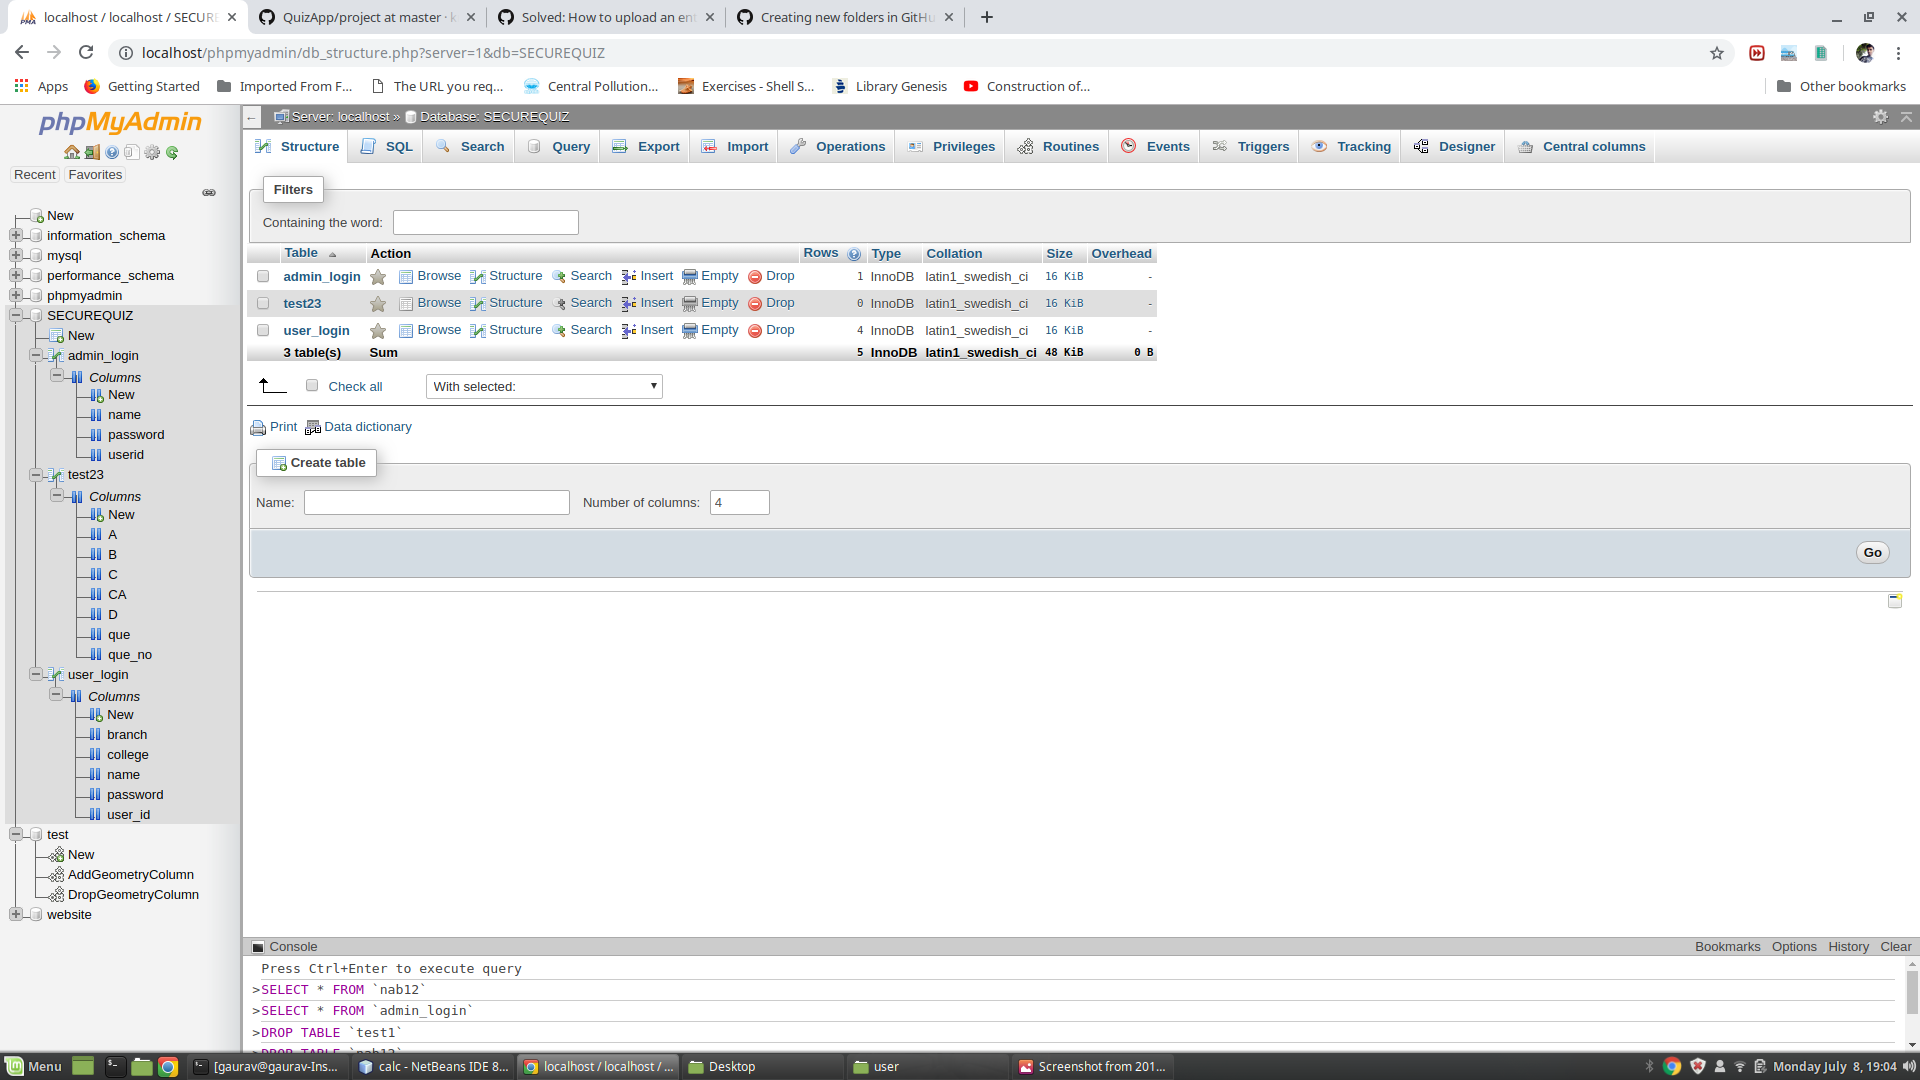 localhost / localhost / SECURE
QuizApp/project at master · k
Solved: How to upload an ent
Creating new folders in GitHu
localhost/phpmyadmin/db_structure.php?server=1&db=SECUREQUIZ
Apps
Getting Started
Imported From F...
The URL you req...
Central Pollution...
Exercises - Shell S...
Library Genesis
Construction of...
Other bookmarks
phpMyAdmin
Recent
Favorites
New
information_schema
mysql
performance_schema
phpmyadmin
SECUREQUIZ
New
admin_login
Columns
New
name
password
userid
test23
Columns
New
A
B
C
CA
D
que
que_no
user_login
Columns
New
branch
college
name
password
user_id
test
New
AddGeometryColumn
DropGeometryColumn
website
Server: localhost » Database: SECUREQUIZ
Structure SQL Search Query Export Import Operations Privileges Routines Events Triggers Tracking Designer Central columns
Filters
Containing the word:
Table Action Rows Type Collation Size Overhead
admin_login Browse Structure Search Insert Empty Drop 1 InnoDB latin1_swedish_ci 16 KiB -
test23 Browse Structure Search Insert Empty Drop 0 InnoDB latin1_swedish_ci 16 KiB -
user_login Browse Structure Search Insert Empty Drop 4 InnoDB latin1_swedish_ci 16 KiB -
3 table(s) Sum 5 InnoDB latin1_swedish_ci 48 KiB 0 B
Check all With selected:
Print Data dictionary
Create table
Name: Number of columns: 4
Go
Console Bookmarks Options History Clear
Press Ctrl+Enter to execute query
>SELECT * FROM `nab12`
>SELECT * FROM `admin_login`
>DROP TABLE `test1`
DROP TABLE `nab12`
Menu
[gaurav@gaurav-Ins...
calc - NetBeans IDE 8...
localhost / localhost / ...
Desktop
user
Screenshot from 201...
Monday July 8, 19:04